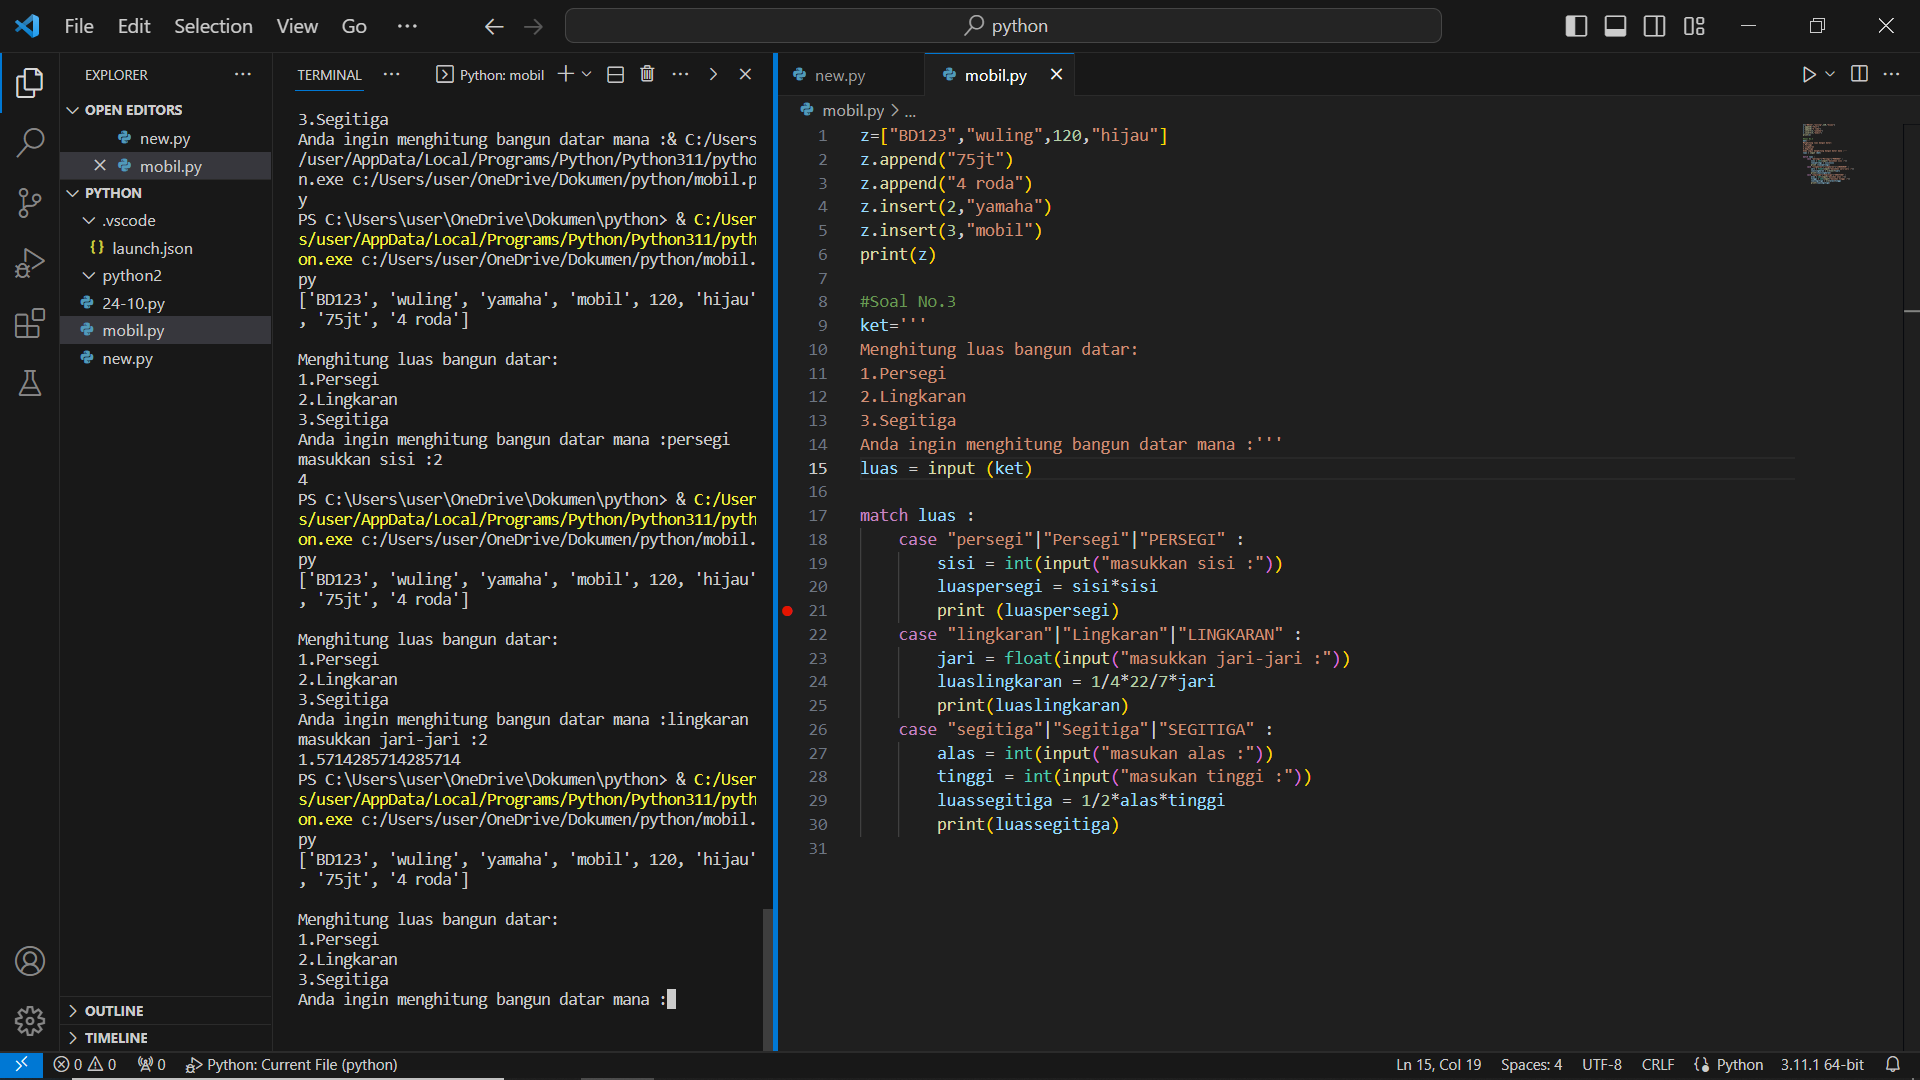 File Edit Selection View Go ··· python
EXPLORER ···
OPEN EDITORS
new.py
mobil.py
PYTHON
.vscode
{} launch.json
python2
24-10.py
mobil.py
new.py
OUTLINE
TIMELINE
TERMINAL ··· Python: mobil ···
3.Segitiga
Anda ingin menghitung bangun datar mana :& C:/Users
/user/AppData/Local/Programs/Python/Python311/pytho
n.exe c:/Users/user/OneDrive/Dokumen/python/mobil.p
y
PS C:\Users\user\OneDrive\Dokumen\python> & C:/User
s/user/AppData/Local/Programs/Python/Python311/pyth
on.exe c:/Users/user/OneDrive/Dokumen/python/mobil.
py
['BD123', 'wuling', 'yamaha', 'mobil', 120, 'hijau'
, '75jt', '4 roda']
Menghitung luas bangun datar:
1.Persegi
2.Lingkaran
3.Segitiga
Anda ingin menghitung bangun datar mana :persegi
masukkan sisi :2
4
PS C:\Users\user\OneDrive\Dokumen\python> & C:/User
s/user/AppData/Local/Programs/Python/Python311/pyth
on.exe c:/Users/user/OneDrive/Dokumen/python/mobil.
py
['BD123', 'wuling', 'yamaha', 'mobil', 120, 'hijau'
, '75jt', '4 roda']
Menghitung luas bangun datar:
1.Persegi
2.Lingkaran
3.Segitiga
Anda ingin menghitung bangun datar mana :lingkaran
masukkan jari-jari :2
1.5714285714285714
PS C:\Users\user\OneDrive\Dokumen\python> & C:/User
s/user/AppData/Local/Programs/Python/Python311/pyth
on.exe c:/Users/user/OneDrive/Dokumen/python/mobil.
py
['BD123', 'wuling', 'yamaha', 'mobil', 120, 'hijau'
, '75jt', '4 roda']
Menghitung luas bangun datar:
1.Persegi
2.Lingkaran
3.Segitiga
Anda ingin menghitung bangun datar mana :
new.py mobil.py
mobil.py > ...
1 z=["BD123","wuling",120,"hijau"]
2 z.append("75jt")
3 z.append("4 roda")
4 z.insert(2,"yamaha")
5 z.insert(3,"mobil")
6 print(z)
7
8 #Soal No.3
9 ket='''
10 Menghitung luas bangun datar:
11 1.Persegi
12 2.Lingkaran
13 3.Segitiga
14 Anda ingin menghitung bangun datar mana :'''
15 luas = input (ket)
16
17 match luas :
18     case "persegi"|"Persegi"|"PERSEGI" :
19         sisi = int(input("masukkan sisi :"))
20         luaspersegi = sisi*sisi
21         print (luaspersegi)
22     case "lingkaran"|"Lingkaran"|"LINGKARAN" :
23         jari = float(input("masukkan jari-jari :"))
24         luaslingkaran = 1/4*22/7*jari
25         print(luaslingkaran)
26     case "segitiga"|"Segitiga"|"SEGITIGA" :
27         alas = int(input("masukan alas :"))
28         tinggi = int(input("masukan tinggi :"))
29         luassegitiga = 1/2*alas*tinggi
30         print(luassegitiga)
31
0 0 0 Python: Current File (python) Ln 15, Col 19 Spaces: 4 UTF-8 CRLF Python 3.11.1 64-bit